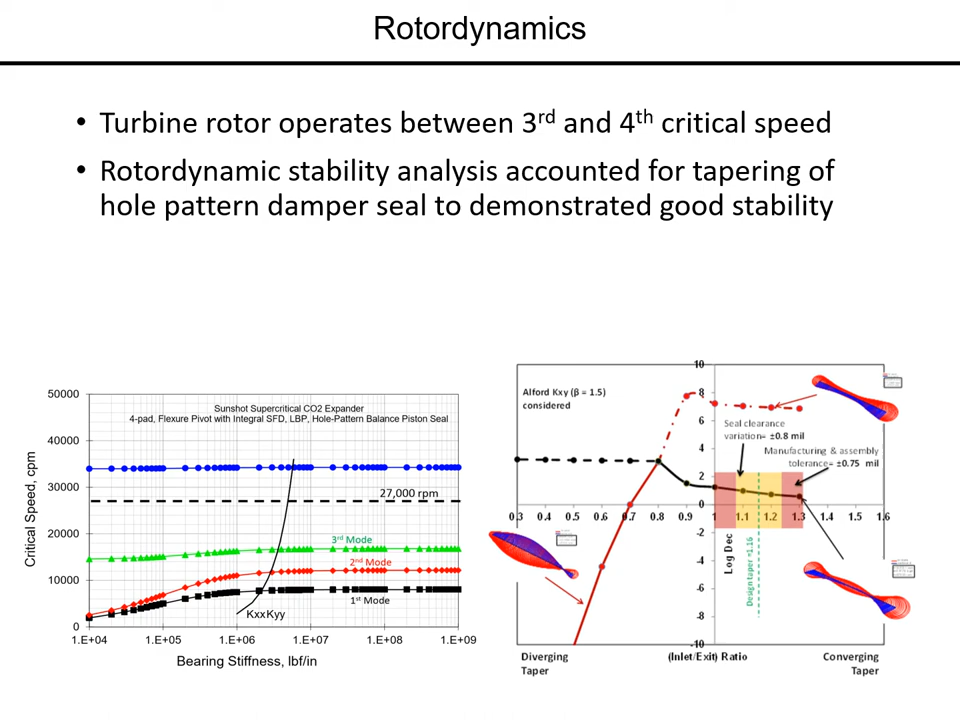 Rotordynamics
• Turbine rotor operates between 3rd and 4th critical speed
• Rotordynamic stability analysis accounted for tapering of
hole pattern damper seal to demonstrated good stability
50000
40000
30000
20000
10000
0
Critical Speed, cpm
Sunshot Supercritical CO2 Expander
4-pad, Flexure Pivot with Integral SFD, LBP, Hole-Pattern Balance Piston Seal
27,000 rpm
3rd Mode
2nd Mode
1st Mode
KxxKyy
1.E+04 1.E+05 1.E+06 1.E+07 1.E+08 1.E+09
Bearing Stiffness, lbf/in
Alford Kxy (β = 1.5)
considered
10
8
6
4
2
0
-2
-4
-6
-8
-10
Seal clearance
variation= ±0.8 mil
Manufacturing & assembly
tolerance= ±0.75 mil
0.3 0.4 0.5 0.6 0.7 0.8 0.9 1.1 1.2 1.3 1.4 1.5 1.6
Log Dec
Design taper =1.16
Diverging
Taper
(Inlet/Exit) Ratio
Converging
Taper